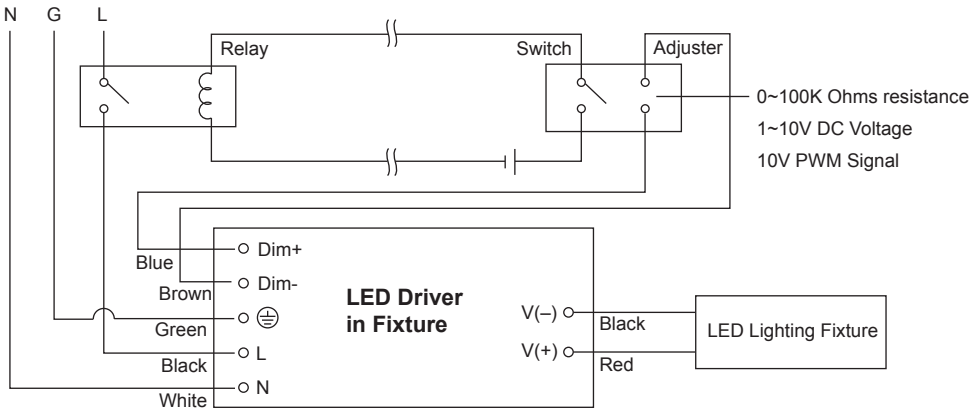 N G L
Relay
Switch
Adjuster
0~100K Ohms resistance
1~10V DC Voltage
10V PWM Signal
Blue
Dim+
Brown
Dim-
Green
Black
L
White
N
LED Driver
in Fixture
V(–)
Black
V(+)
Red
LED Lighting Fixture